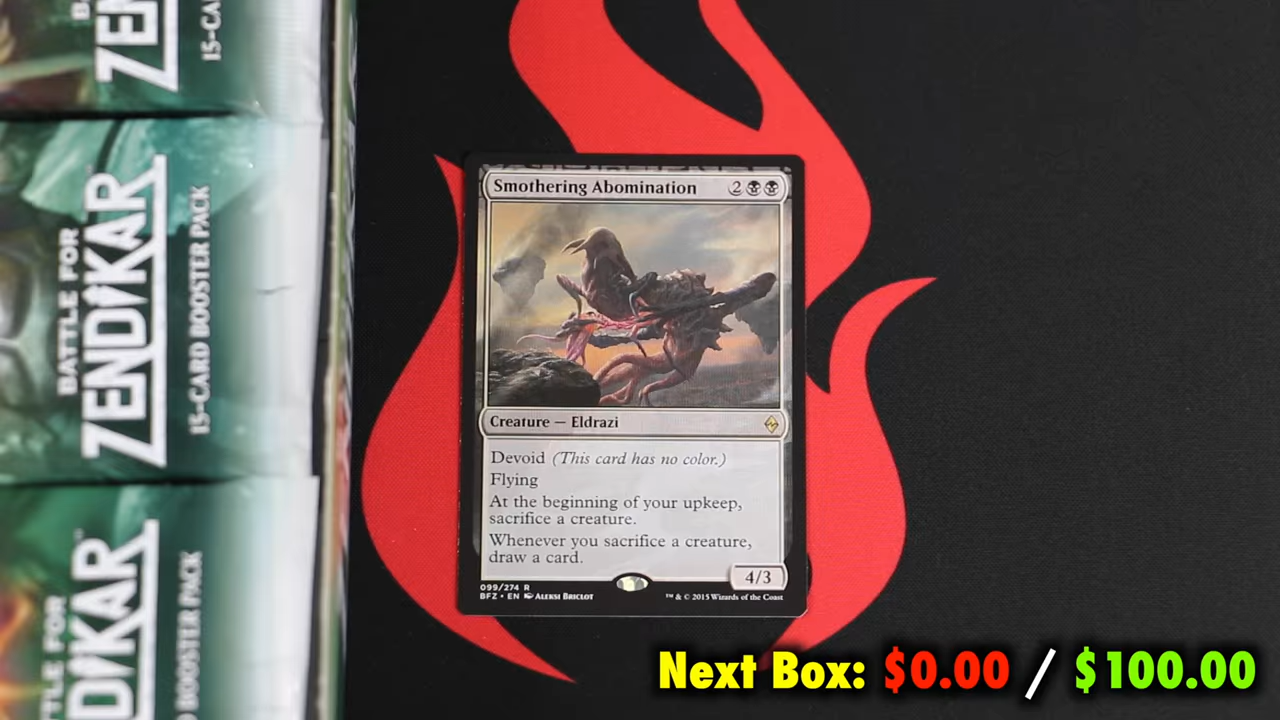 ZEN
15-CA
BATTLE FOR
ZENDIKAR
15-CARD BOOSTER PACK
TTLE FOR
DIKAR
BOOSTER PACK
Smothering Abomination 2
Creature — Eldrazi
Devoid (This card has no color.)
Flying
At the beginning of your upkeep,
sacrifice a creature.
Whenever you sacrifice a creature,
draw a card.
4/3
099/274 R
BFZ • EN ALEKSI BRICLOT
™ & © 2015 Wizards of the Coast
Next Box: $0.00 / $100.00